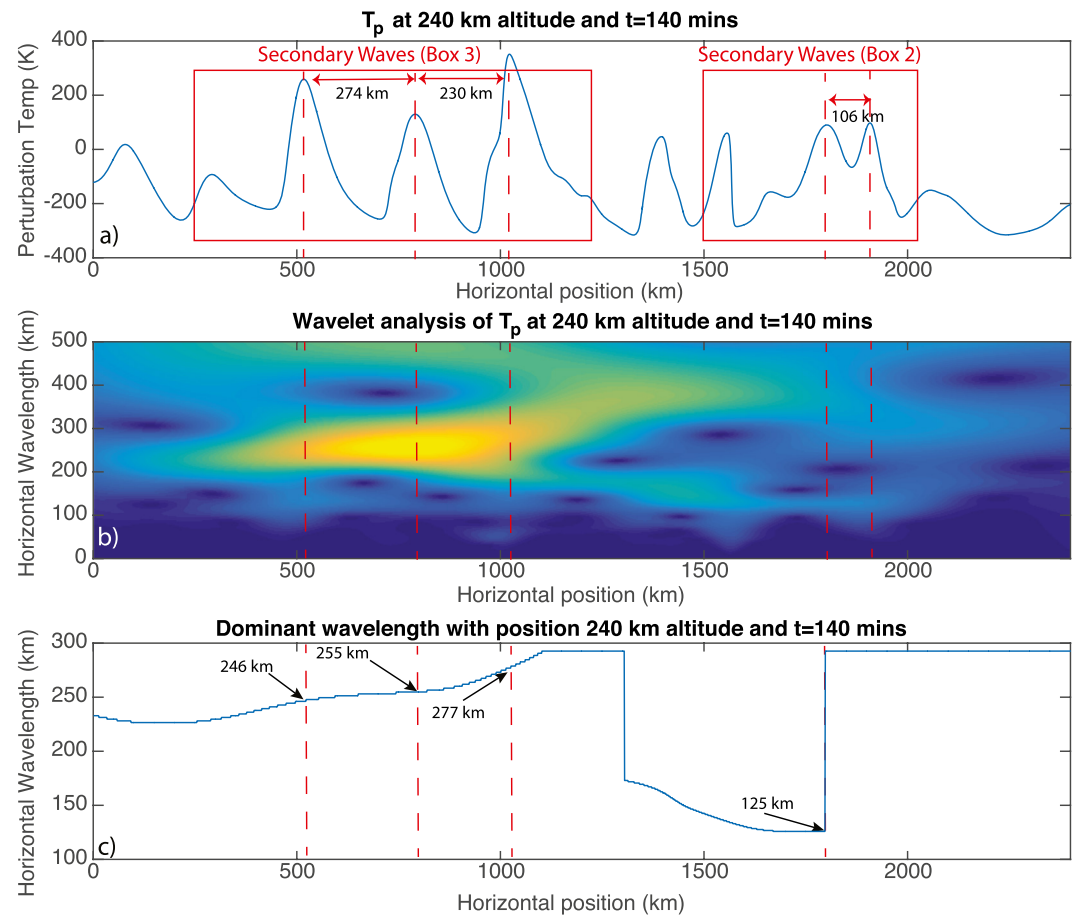 Tp at 240 km altitude and t=140 mins
Secondary Waves (Box 3)
Secondary Waves (Box 2)
274 km
230 km
106 km
Perturbation Temp (K)
400
200
0
-200
-400
a)
0
500
1000
1500
2000
Horizontal position (km)
Wavelet analysis of Tp at 240 km altitude and t=140 mins
Horizontal Wavelength (km)
500
400
300
200
100
0
b)
0
500
1000
1500
2000
Horizontal position (km)
Dominant wavelength with position 240 km altitude and t=140 mins
Horizontal Wavelength (km)
300
250
200
150
100
246 km
255 km
277 km
125 km
c)
0
500
1000
1500
2000
Horizontal position (km)